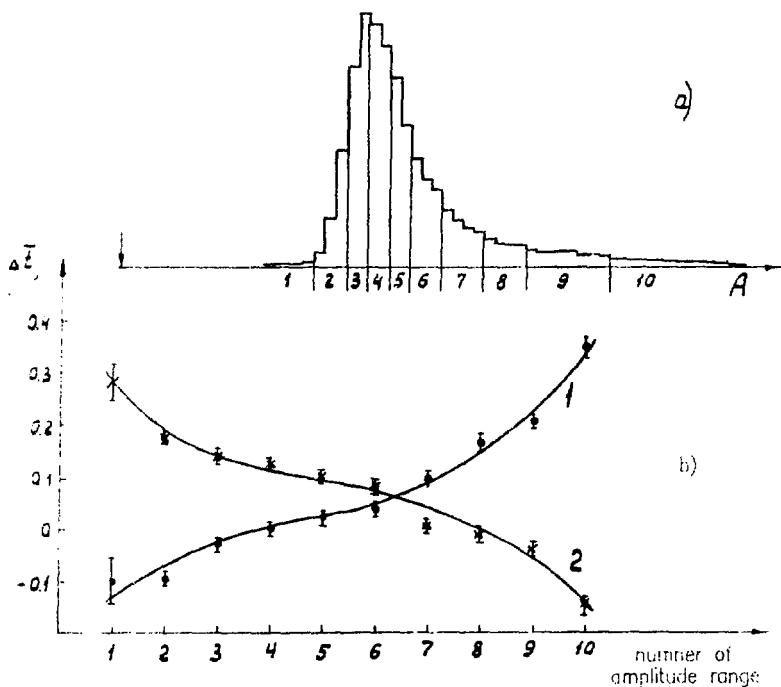 a)
Δt̄,
1 2 3 4 5 6 7 8 9 10 A
0.4
0.3
0.2
0.1
0
-0.1
1
2
b)
1 2 3 4 5 6 7 8 9 10
numner of
amplitude range